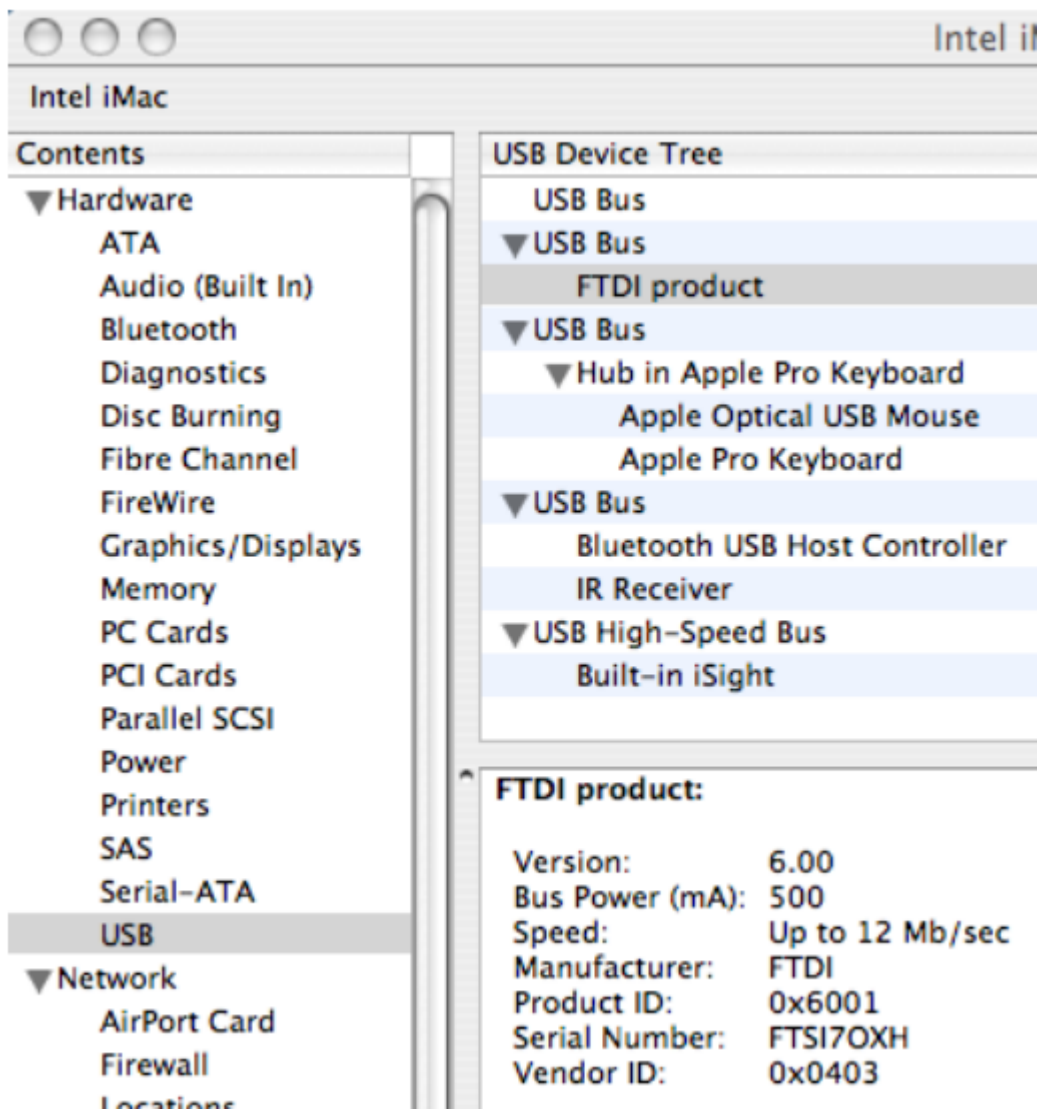 Intel iM
Intel iMac
Contents
Hardware
ATA
Audio (Built In)
Bluetooth
Diagnostics
Disc Burning
Fibre Channel
FireWire
Graphics/Displays
Memory
PC Cards
PCI Cards
Parallel SCSI
Power
Printers
SAS
Serial-ATA
USB
Network
AirPort Card
Firewall
Locations
USB Device Tree
USB Bus
USB Bus
FTDI product
USB Bus
Hub in Apple Pro Keyboard
Apple Optical USB Mouse
Apple Pro Keyboard
USB Bus
Bluetooth USB Host Controller
IR Receiver
USB High-Speed Bus
Built-in iSight
FTDI product:
Version: 6.00
Bus Power (mA): 500
Speed: Up to 12 Mb/sec
Manufacturer: FTDI
Product ID: 0x6001
Serial Number: FTSI7OXH
Vendor ID: 0x0403